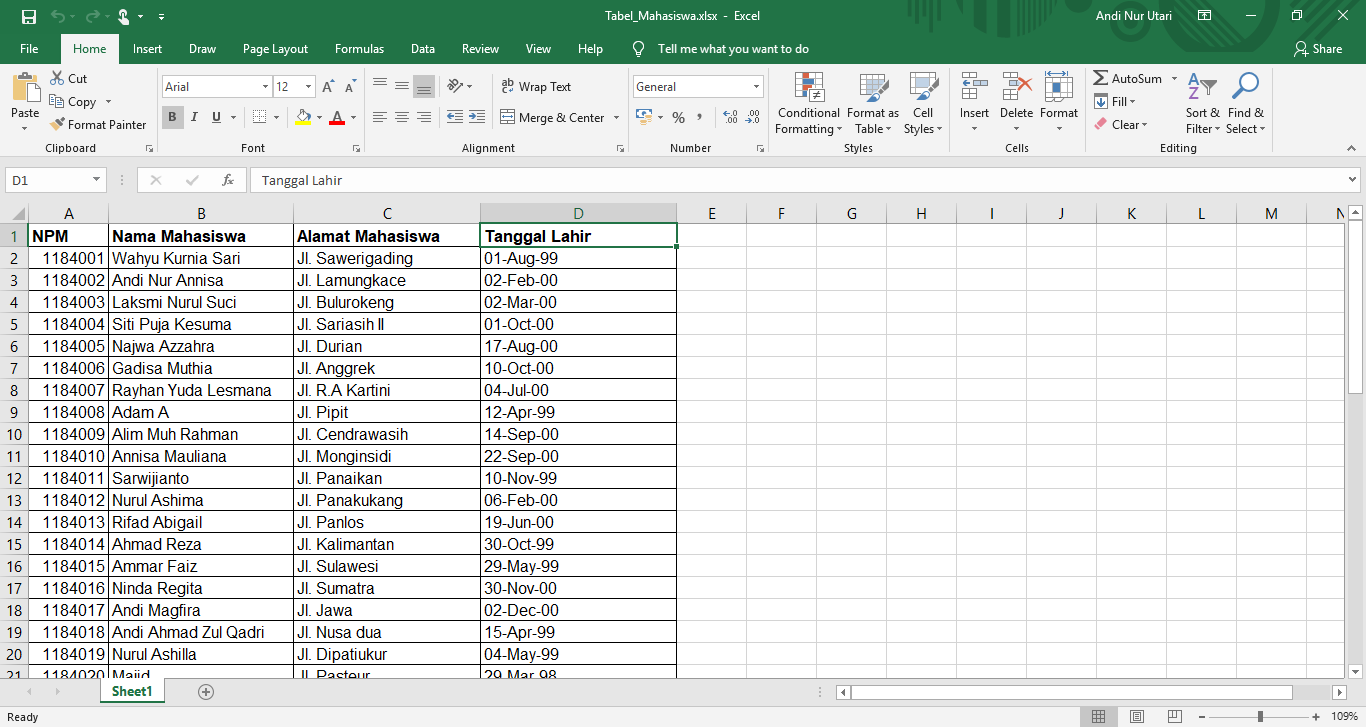 Tabel_Mahasiswa.xlsx - Excel
Andi Nur Utari
File Home Insert Draw Page Layout Formulas Data Review View Help Tell me what you want to do Share
Paste
Cut
Copy
Format Painter
Clipboard
Arial 12
B I U
Font
Wrap Text
Merge & Center
Alignment
General
Number
Conditional Formatting
Format as Table
Cell Styles
Styles
Insert Delete Format
Cells
AutoSum
Fill
Clear
Sort & Filter
Find & Select
Editing
D1 fx Tanggal Lahir
A B C D E F G H I J K L M N
1 NPM Nama Mahasiswa Alamat Mahasiswa Tanggal Lahir
2 1184001 Wahyu Kurnia Sari Jl. Sawerigading 01-Aug-99
3 1184002 Andi Nur Annisa Jl. Lamungkace 02-Feb-00
4 1184003 Laksmi Nurul Suci Jl. Bulurokeng 02-Mar-00
5 1184004 Siti Puja Kesuma Jl. Sariasih II 01-Oct-00
6 1184005 Najwa Azzahra Jl. Durian 17-Aug-00
7 1184006 Gadisa Muthia Jl. Anggrek 10-Oct-00
8 1184007 Rayhan Yuda Lesmana Jl. R.A Kartini 04-Jul-00
9 1184008 Adam A Jl. Pipit 12-Apr-99
10 1184009 Alim Muh Rahman Jl. Cendrawasih 14-Sep-00
11 1184010 Annisa Mauliana Jl. Monginsidi 22-Sep-00
12 1184011 Sarwijianto Jl. Panaikan 10-Nov-99
13 1184012 Nurul Ashima Jl. Panakukang 06-Feb-00
14 1184013 Rifad Abigail Jl. Panlos 19-Jun-00
15 1184014 Ahmad Reza Jl. Kalimantan 30-Oct-99
16 1184015 Ammar Faiz Jl. Sulawesi 29-May-99
17 1184016 Ninda Regita Jl. Sumatra 30-Nov-00
18 1184017 Andi Magfira Jl. Jawa 02-Dec-00
19 1184018 Andi Ahmad Zul Qadri Jl. Nusa dua 15-Apr-99
20 1184019 Nurul Ashilla Jl. Dipatiukur 04-May-99
21 1184020 Majid Jl. Pasteur 29-Mar-98
Sheet1
Ready
109%